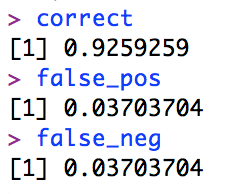 > correct
[1] 0.9259259
> false_pos
[1] 0.03703704
> false_neg
[1] 0.03703704